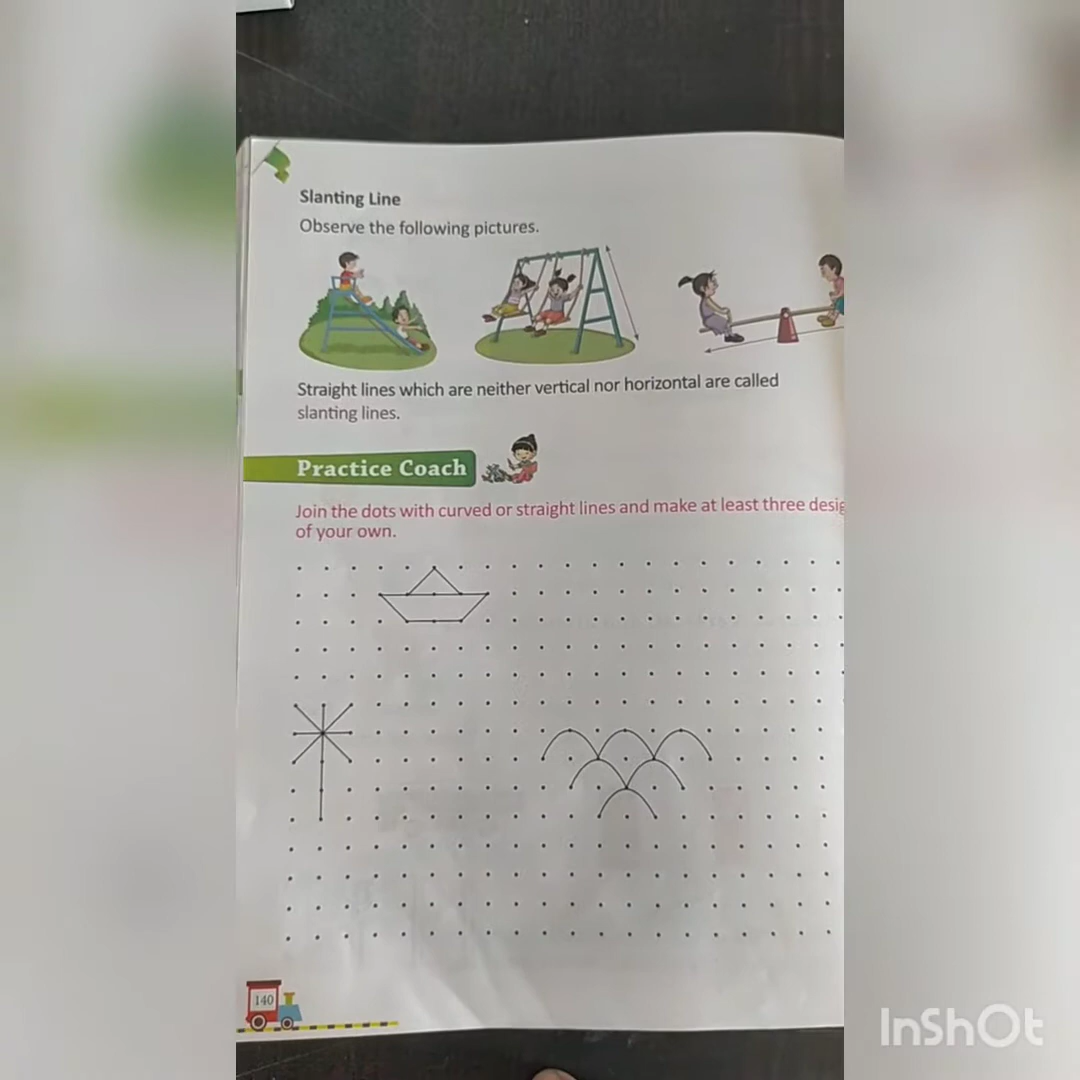 Slanting Line
Observe the following pictures.
Straight lines which are neither vertical nor horizontal are called
slanting lines.
Practice Coach
Join the dots with curved or straight lines and make at least three desig
of your own.
140
InShOt